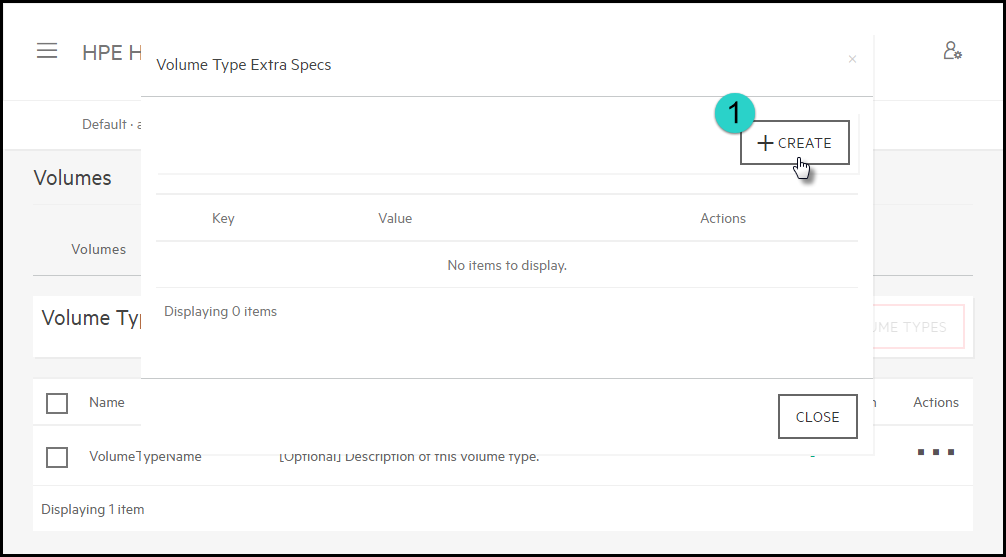 HPE H
Volume Type Extra Specs
×
Default · a
1
+ CREATE
Volumes
Key Value Actions
Volumes
No items to display.
Displaying 0 items
Volume Typ
UME TYPES
Name
n
Actions
CLOSE
VolumeTypeName
[Optional] Description of this volume type.
-
Displaying 1 item